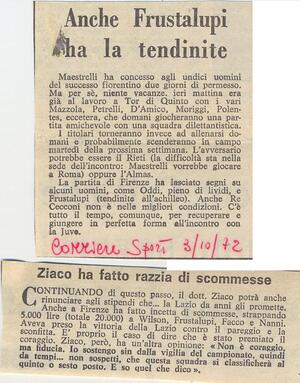 Anche Frustalupi
ha la tendinite
Maestrelli ha concesso agli undici uomini
del successo fiorentino due giorni di permesso.
Ma per sè, niente vacanze. ieri mattina era
già al lavoro a Tor di Quinto con i vari
Mazzola, Petrelli, D'Amico, Moriggi, Polen-
tes, eccetera, che domani giocheranno una par-
tita amichevole con una squadra dilettantistica.
I titolari torneranno invece ad allenarsi do-
mani e probabilmente scenderanno in campo
martedì della prossima settimana. L'avversario
potrebbe essere il Rieti (la difficoltà sta nella
sede dell'incontro: Maestrelli vorrebbe giocare
a Roma) oppure l'Almas.
La partita di Firenze ha lasciato segni su
alcuni uomini, come Oddi, pieno di lividi, e
Frustalupi (tendinite all'achilleo). Anche Re
Cecconi non è nelle migliori condizioni. C'è
tutto il tempo, comunque, per recuperare e
giungere in perfetta forma all'incontro con
la Juve.
Corriere Sport 3/10/72
Ziaco ha fatto razzia di scommesse
CONTINUANDO di questo passo, il dott. Ziaco potrà anche
rinunciare agli stipendi che... la Lazio da anni gli promette.
Anche a Firenze ha fatto incetta di scommesse, strappando
5.000 lire (totale 20.000) a Wilson, Frustalupi, Facco e Nanni.
Aveva preso la vittoria della Lazio contro il pareggio e la
sconfitta. E' proprio il caso di dire che è stato premiato il
coraggio. Ziaco, però, ha un'altra opinione: « Non è coraggio,
ma fiducia. Io sostengo sin dalla vigilia del campionato, quindi
da tempi... non sospetti, che questa squadra si classificherà al
quinto o sesto posto. E so quel che dico ».